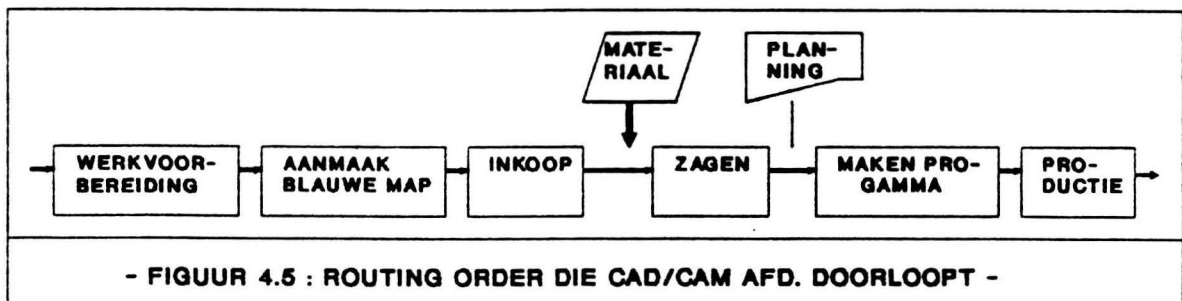 MATE-
RIAAL
PLAN-
NING
WERKVOOR-
BEREIDING
AANMAAK
BLAUWE MAP
INKOOP
ZAGEN
MAKEN PRO-
GAMMA
PRO-
DUCTIE
- FIGUUR 4.5 : ROUTING ORDER DIE CAD/CAM AFD. DOORLOOPT -